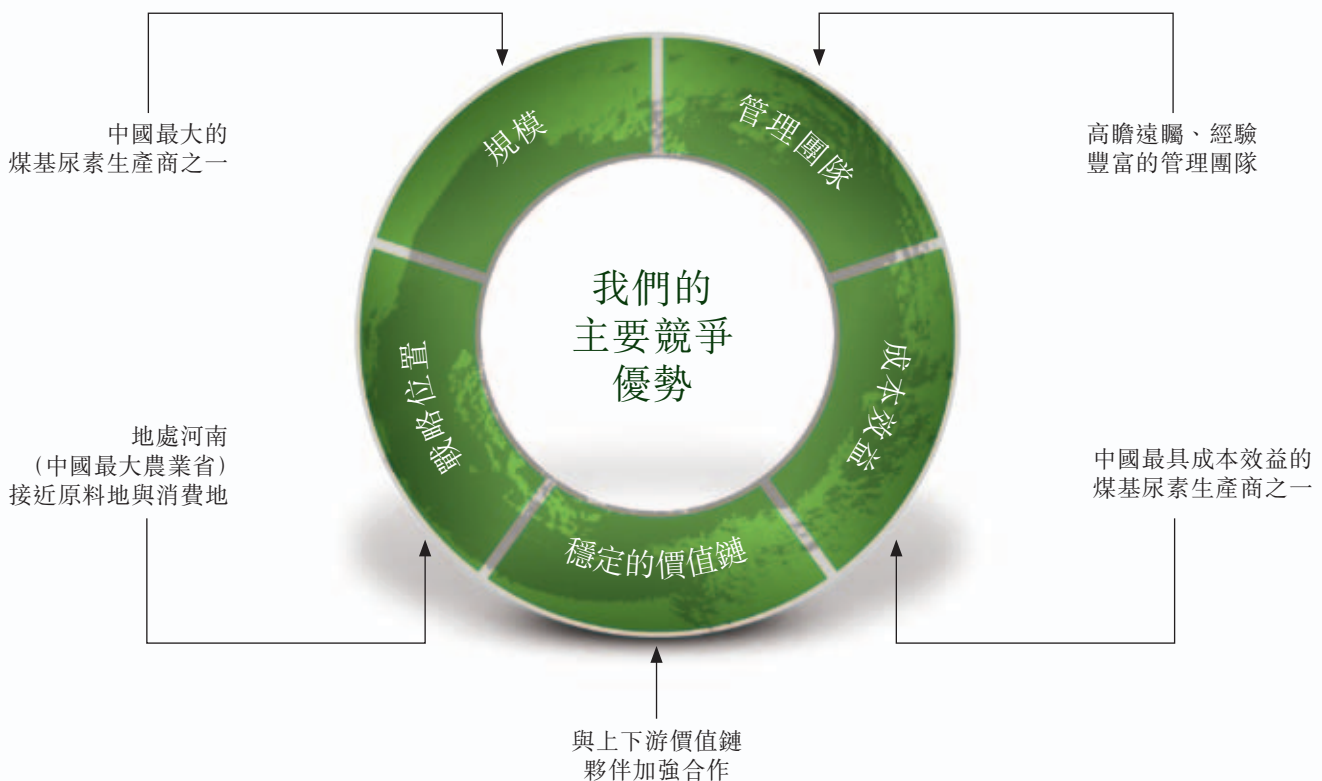 中國最大的
煤基尿素生產商之一
規模
管理團隊
高瞻遠矚、經驗
豐富的管理團隊
我們的
主要競爭
優勢
戰略位置
成本效益
地處河南
(中國最大農業省)
接近原料地與消費地
中國最具成本效益的
煤基尿素生產商之一
穩定的價值鏈
與上下游價值鏈
夥伴加強合作